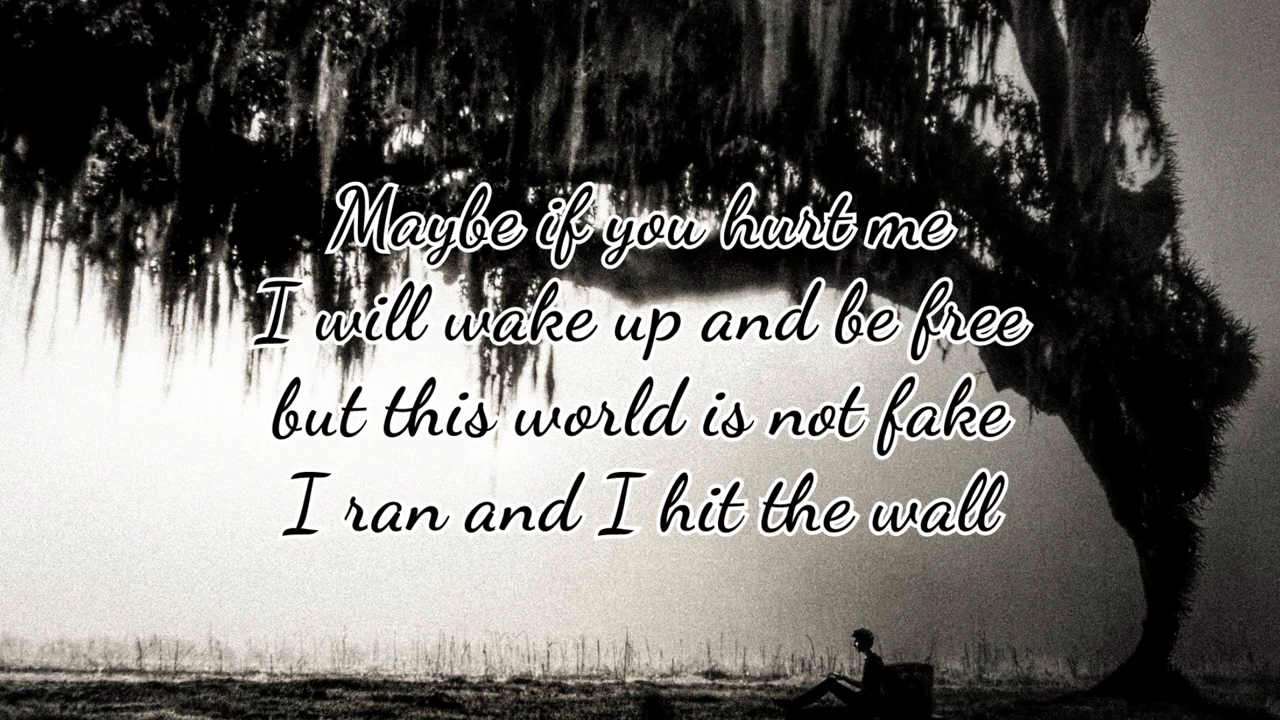 Maybe if you hurt me
I will wake up and be free
but this world is not fake
I ran and I hit the wall